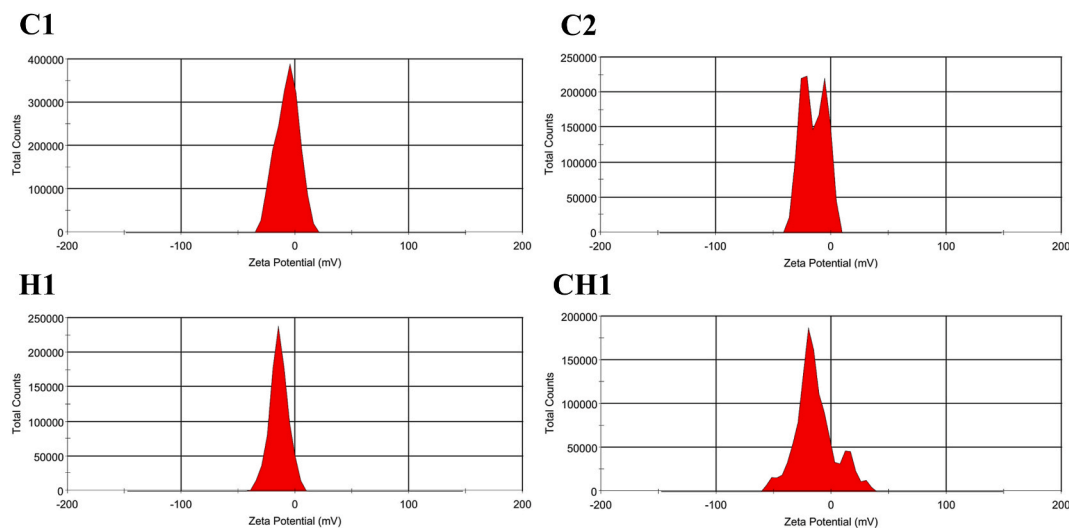 C1
400000
300000
200000
100000
0
Total Counts
-200 -100 0 100 200
Zeta Potential (mV)
C2
250000
200000
150000
100000
50000
0
Total Counts
-200 -100 0 100 200
Zeta Potential (mV)
H1
250000
200000
150000
100000
50000
0
Total Counts
-200 -100 0 100 200
Zeta Potential (mV)
CH1
200000
150000
100000
50000
0
Total Counts
-200 -100 0 100 200
Zeta Potential (mV)